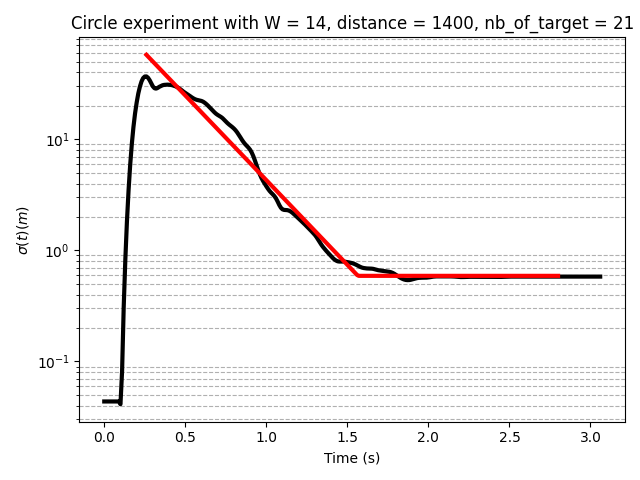 Circle experiment with W = 14, distance = 1400, nb_of_target = 21
σ(t)(m)
10¹
10⁰
10⁻¹
0.0 0.5 1.0 1.5 2.0 2.5 3.0
Time (s)